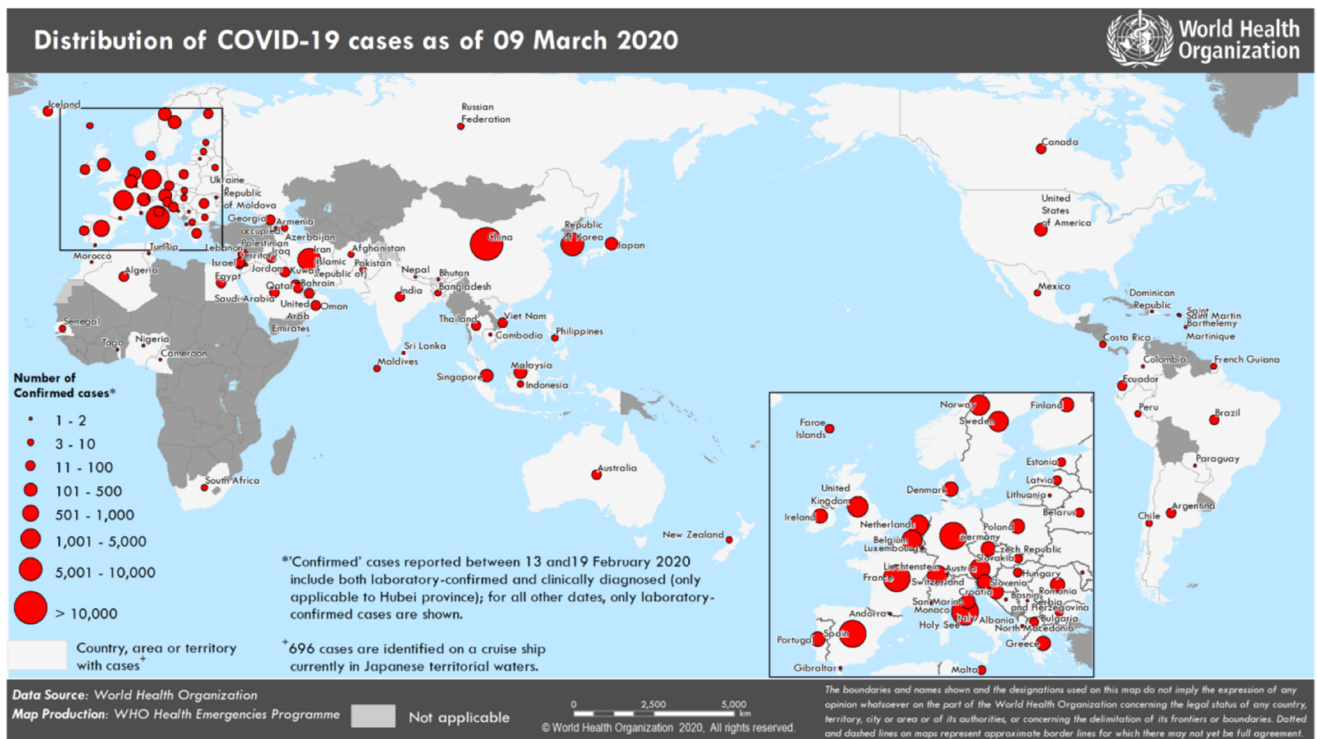 Distribution of COVID-19 cases as of 09 March 2020
World Health
Organization
Iceland
Russian
Federation
Canada
United
States
of America
Mexico
Dominican
Republic
Saint
Saint Martin
Barthelemy
Martinique
Costa Rica
Colombia
French Guiana
Ecuador
Peru
Brazil
Paraguay
Chile
Argentina
Ukraine
Republic
of Moldova
Georgia
Armenia
occupied
Azerbaijan
Palestinian
territory
Lebanon
Israel
Iraq
Iran
(Islamic
Republic of)
Afghanistan
Jordan
Kuwait
Pakistan
Egypt
Qatar
Bahrain
Saudi Arabia
United
Arab
Emirates
Oman
Morocco
Tunisia
Algeria
Senegal
Togo
Nigeria
Cameroon
South Africa
China
Republic
of Korea
Japan
Nepal
Bhutan
India
Bangladesh
Thailand
Viet Nam
Cambodia
Philippines
Sri Lanka
Maldives
Malaysia
Singapore
Indonesia
Australia
New Zealand
Number of
Confirmed cases*
1 - 2
3 - 10
11 - 100
101 - 500
501 - 1,000
1,001 - 5,000
5,001 - 10,000
> 10,000
Country, area or territory
with cases+
*'Confirmed' cases reported between 13 and19 February 2020
include both laboratory-confirmed and clinically diagnosed (only
applicable to Hubei province); for all other dates, only laboratory-
confirmed cases are shown.
+696 cases are identified on a cruise ship
currently in Japanese territorial waters.
Norway
Finland
Sweden
Faroe
Islands
Estonia
Latvia
Lithuania
Denmark
United
Kingdom
Ireland
Belarus
Netherlands
Poland
Belgium
Germany
Luxembourg
Czech Republic
Slovakia
Liechtenstein
Austria
Hungary
France
Switzerland
Slovenia
Romania
Croatia
San Marino
Bosnia
and Herzegovina
Serbia
Monaco
Italy
Andorra
Holy See
Albania
Bulgaria
North Macedonia
Portugal
Spain
Greece
Gibraltar
Malta
Data Source: World Health Organization
Map Production: WHO Health Emergencies Programme
Not applicable
0 2,500 5,000
km
© World Health Organization 2020, All rights reserved.
The boundaries and names shown and the designations used on this map do not imply the expression of any
opinion whatsoever on the part of the World Health Organization concerning the legal status of any country,
territory, city or area or of its authorities, or concerning the delimitation of its frontiers or boundaries. Dotted
and dashed lines on maps represent approximate border lines for which there may not yet be full agreement.